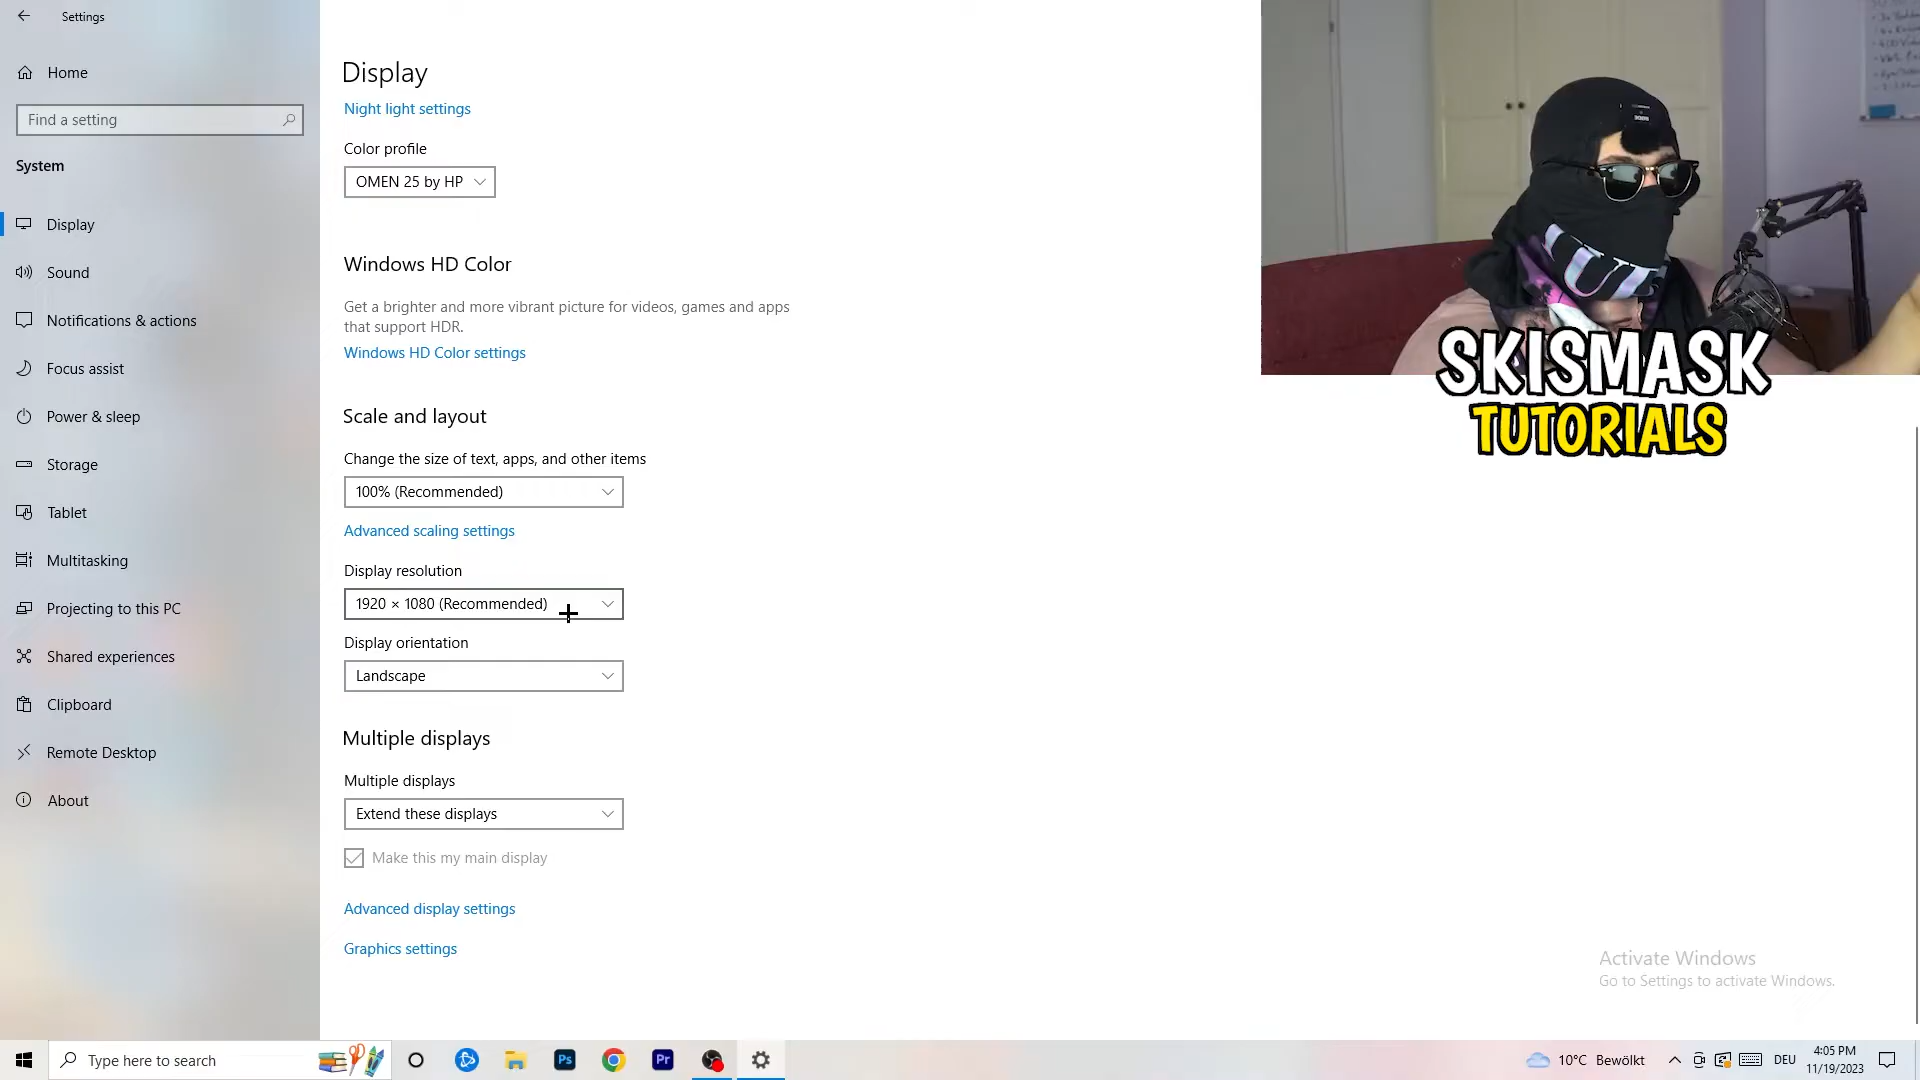 Settings
Home
Find a setting
System
Display
Sound
Notifications & actions
Focus assist
Power & sleep
Storage
Tablet
Multitasking
Projecting to this PC
Shared experiences
Clipboard
Remote Desktop
About
Display
Night light settings
Color profile
OMEN 25 by HP
Windows HD Color
Get a brighter and more vibrant picture for videos, games and apps
that support HDR.
Windows HD Color settings
Scale and layout
Change the size of text, apps, and other items
100% (Recommended)
Advanced scaling settings
Display resolution
1920 × 1080 (Recommended)
Display orientation
Landscape
Multiple displays
Multiple displays
Extend these displays
Make this my main display
Advanced display settings
Graphics settings
SKISMASK
TUTORIALS
Activate Windows
Go to Settings to activate Windows.
Type here to search
Ps
Pr
10°C Bewölkt
DEU
4:05 PM
11/19/2023